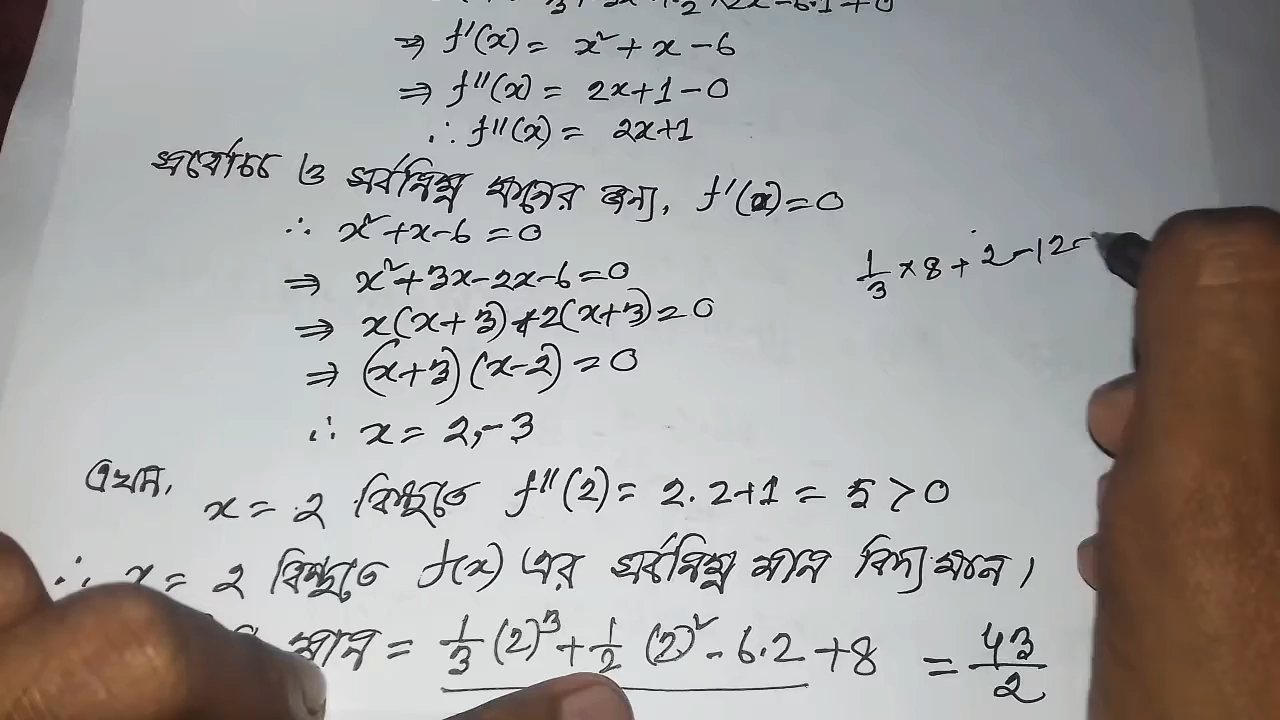 ⇒ f'(x) = x² + x - 6
⇒ f''(x) = 2x+1-0
∴ f''(x) = 2x+1
সর্বোচ্চ ও সর্বনিম্ন মানের জন্য, f'(x)=0
∴ x²+x-6=0
⇒ x²+3x-2x-6=0
⇒ x(x+3)-2(x+3)=0
⇒ (x+3)(x-2)=0
∴ x = 2,-3
1/3 × 8 + 2 - 12 -
এখন,
x = 2 বিন্দুতে f''(2) = 2.2+1 = 5 > 0
∴ x = 2 বিন্দুতে f(x) এর সর্বনিম্ন মান বিদ্যমান।
মান = 1/3 (2)³ + 1/2 (2)² - 6.2 + 8 = 43/2